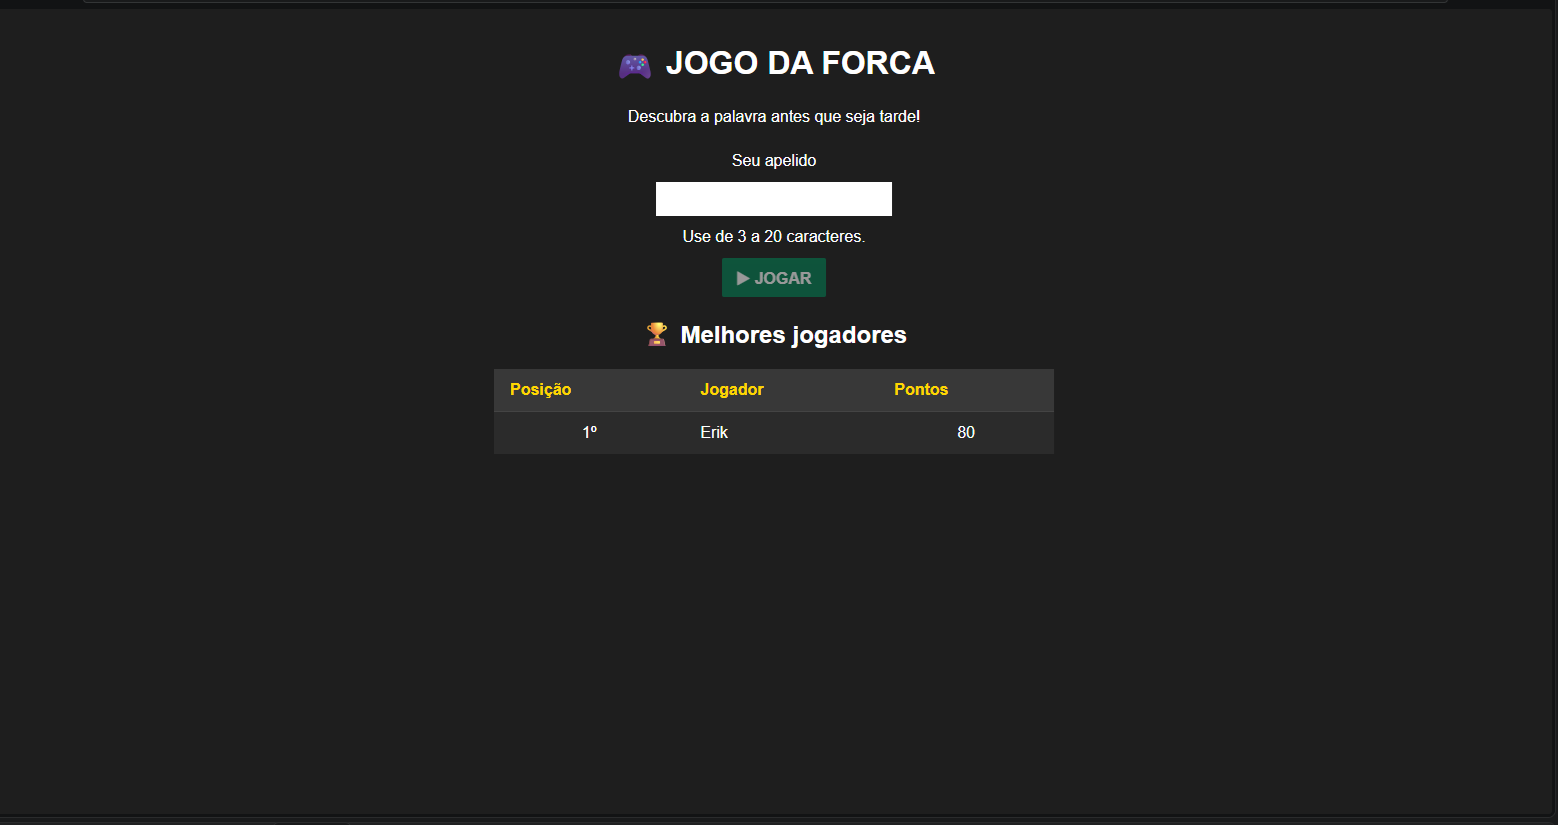 JOGO DA FORCA
Descubra a palavra antes que seja tarde!
Seu apelido
Use de 3 a 20 caracteres.
▶ JOGAR
Melhores jogadores
Posição Jogador Pontos
1º Erik 80